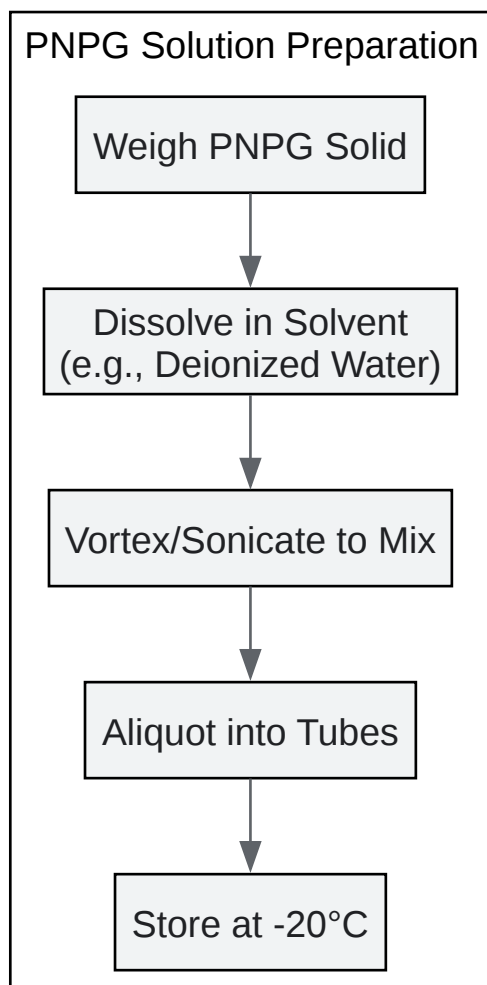 PNPG Solution Preparation
Weigh PNPG Solid
Dissolve in Solvent
(e.g., Deionized Water)
Vortex/Sonicate to Mix
Aliquot into Tubes
Store at -20°C